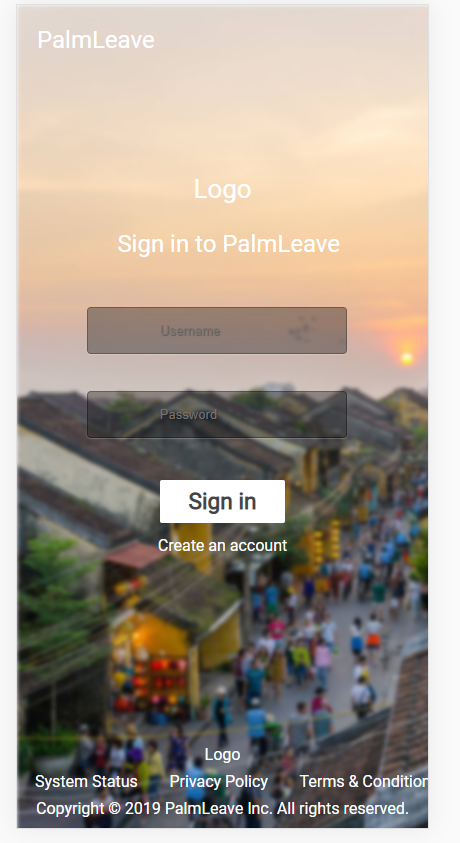 PalmLeave
Logo
Sign in to PalmLeave
Username
Password
Sign in
Create an account
Logo
System Status Privacy Policy Terms & Condition
Copyright © 2019 PalmLeave Inc. All rights reserved.